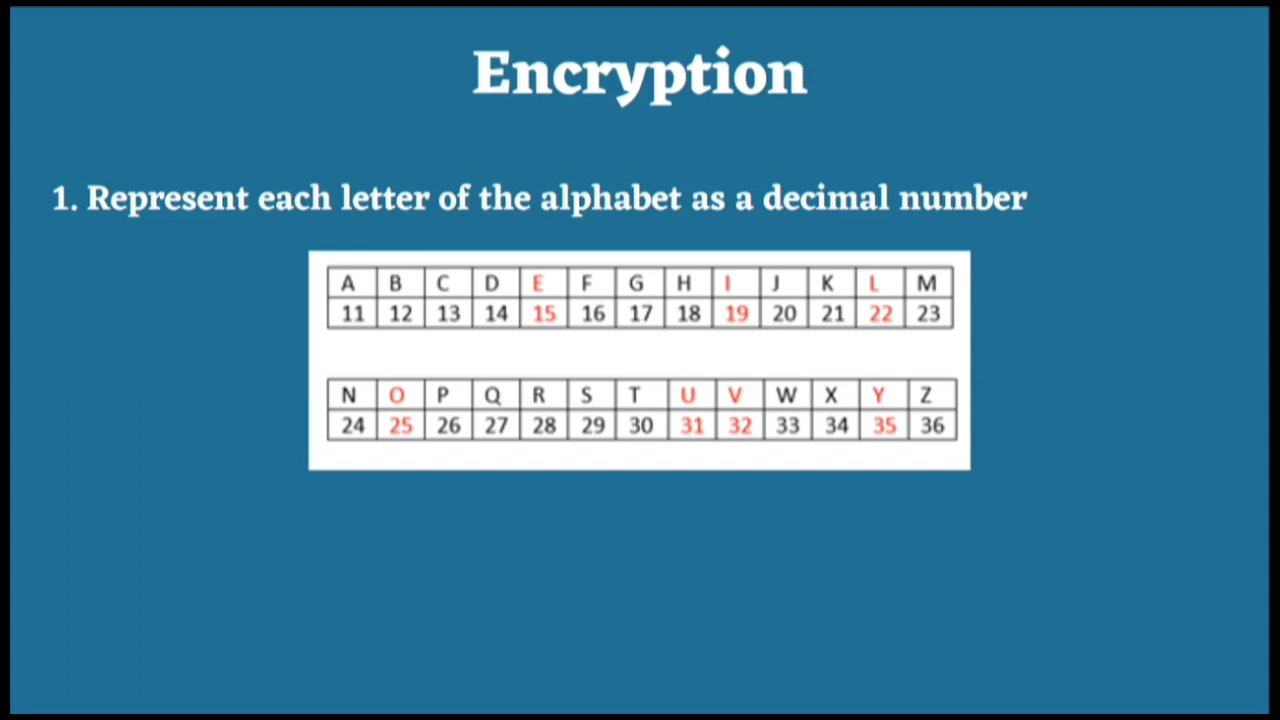 Encryption
1. Represent each letter of the alphabet as a decimal number
A B C D E F G H I J K L M
11 12 13 14 15 16 17 18 19 20 21 22 23
N O P Q R S T U V W X Y Z
24 25 26 27 28 29 30 31 32 33 34 35 36